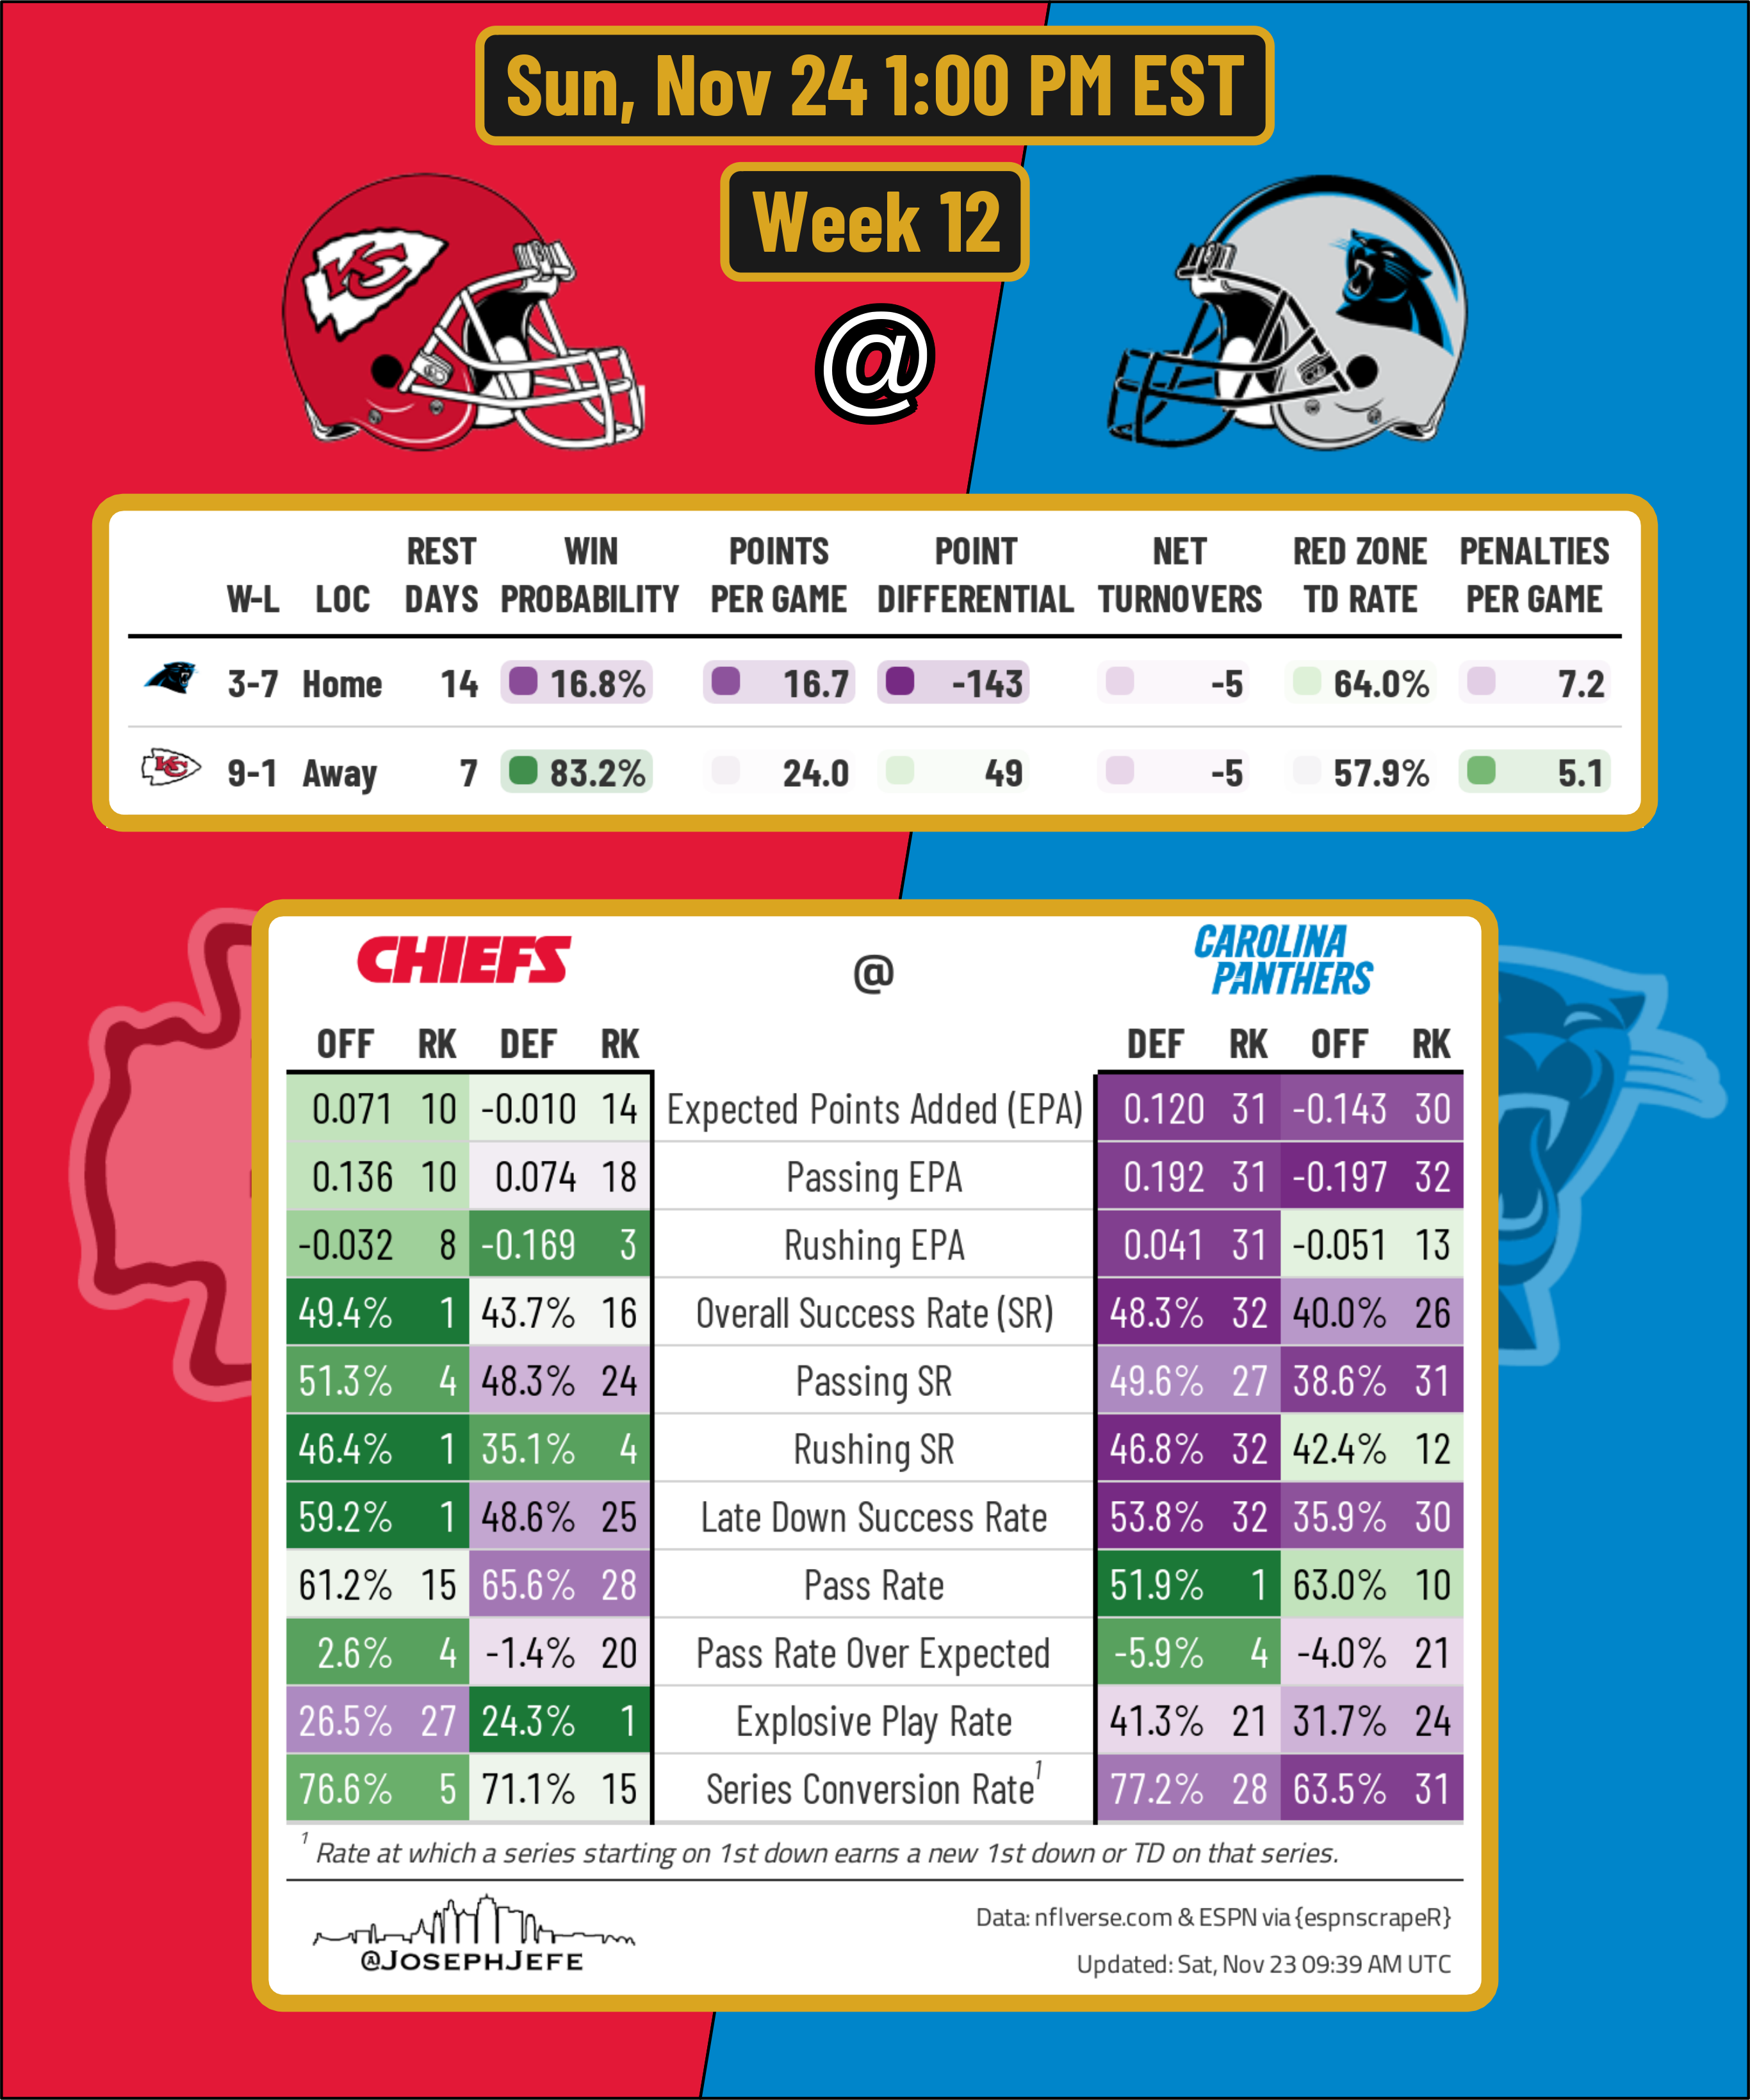 Sun, Nov 24 1:00 PM EST
Week 12
KC
@
REST WIN POINTS POINT NET RED ZONE PENALTIES
W-L LOC DAYS PROBABILITY PER GAME DIFFERENTIAL TURNOVERS TD RATE PER GAME
3-7 Home 14 16.8% 16.7 -143 -5 64.0% 7.2
KC 9-1 Away 7 83.2% 24.0 49 -5 57.9% 5.1
CHIEFS @ CAROLINA PANTHERS
OFF RK DEF RK DEF RK OFF RK
0.071 10 -0.010 14 Expected Points Added (EPA) 0.120 31 -0.143 30
0.136 10 0.074 18 Passing EPA 0.192 31 -0.197 32
-0.032 8 -0.169 3 Rushing EPA 0.041 31 -0.051 13
49.4% 1 43.7% 16 Overall Success Rate (SR) 48.3% 32 40.0% 26
51.3% 4 48.3% 24 Passing SR 49.6% 27 38.6% 31
46.4% 1 35.1% 4 Rushing SR 46.8% 32 42.4% 12
59.2% 1 48.6% 25 Late Down Success Rate 53.8% 32 35.9% 30
61.2% 15 65.6% 28 Pass Rate 51.9% 1 63.0% 10
2.6% 4 -1.4% 20 Pass Rate Over Expected -5.9% 4 -4.0% 21
26.5% 27 24.3% 1 Explosive Play Rate 41.3% 21 31.7% 24
76.6% 5 71.1% 15 Series Conversion Rate¹ 77.2% 28 63.5% 31
¹ Rate at which a series starting on 1st down earns a new 1st down or TD on that series.
@JosephJefe
Data: nflverse.com & ESPN via {espnscrapeR}
Updated: Sat, Nov 23 09:39 AM UTC